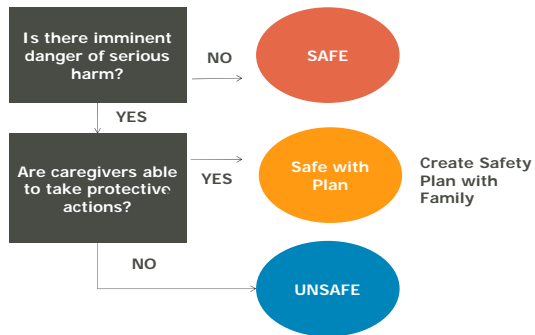 Is there imminent
danger of serious
harm?
NO
SAFE
YES
Are caregivers able
to take protective
actions?
YES
Safe with
Plan
Create Safety
Plan with
Family
NO
UNSAFE